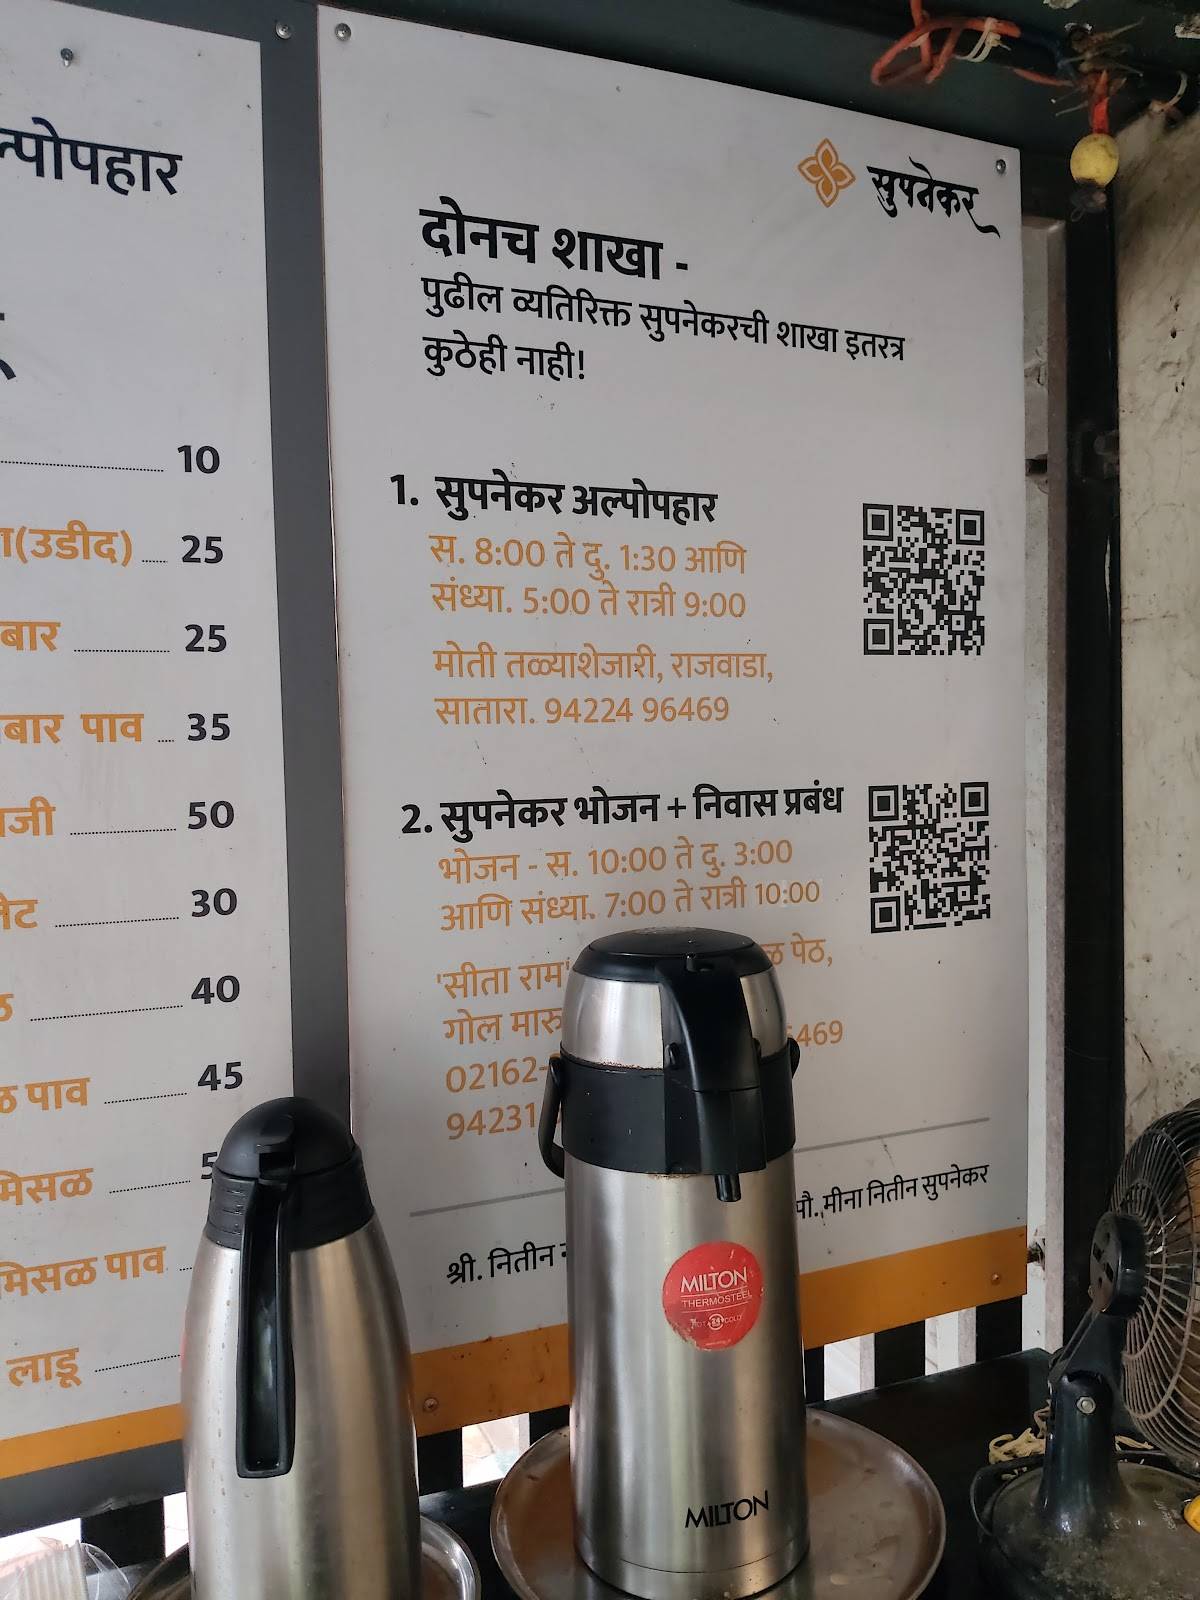 10
(उडीद) ..... 25
25
पाव .... 35
50
30
40
पाव ........... 45
मिसळ
मिसळ पाव
लाडू
सुपनेकर
दोनच शाखा -
पुढील व्यतिरिक्त सुपनेकरची शाखा इतरत्र
कुठेही नाही!
1. सुपनेकर अल्पोपहार
स. 8:00 ते दु. 1:30 आणि
संध्या. 5:00 ते रात्री 9:00
मोती तळ्याशेजारी, राजवाडा,
सातारा. 94224 96469
2. सुपनेकर भोजन + निवास प्रबंध
भोजन - स. 10:00 ते दु. 3:00
आणि संध्या. 7:00 ते रात्री 10:00
'सीता राम' पेठ,
गोल
02162- 469
94231
श्री. नितीन मीना नितीन सुपनेकर
MILTON
THERMOSTEEL
HOT 24 COLD
MILTON